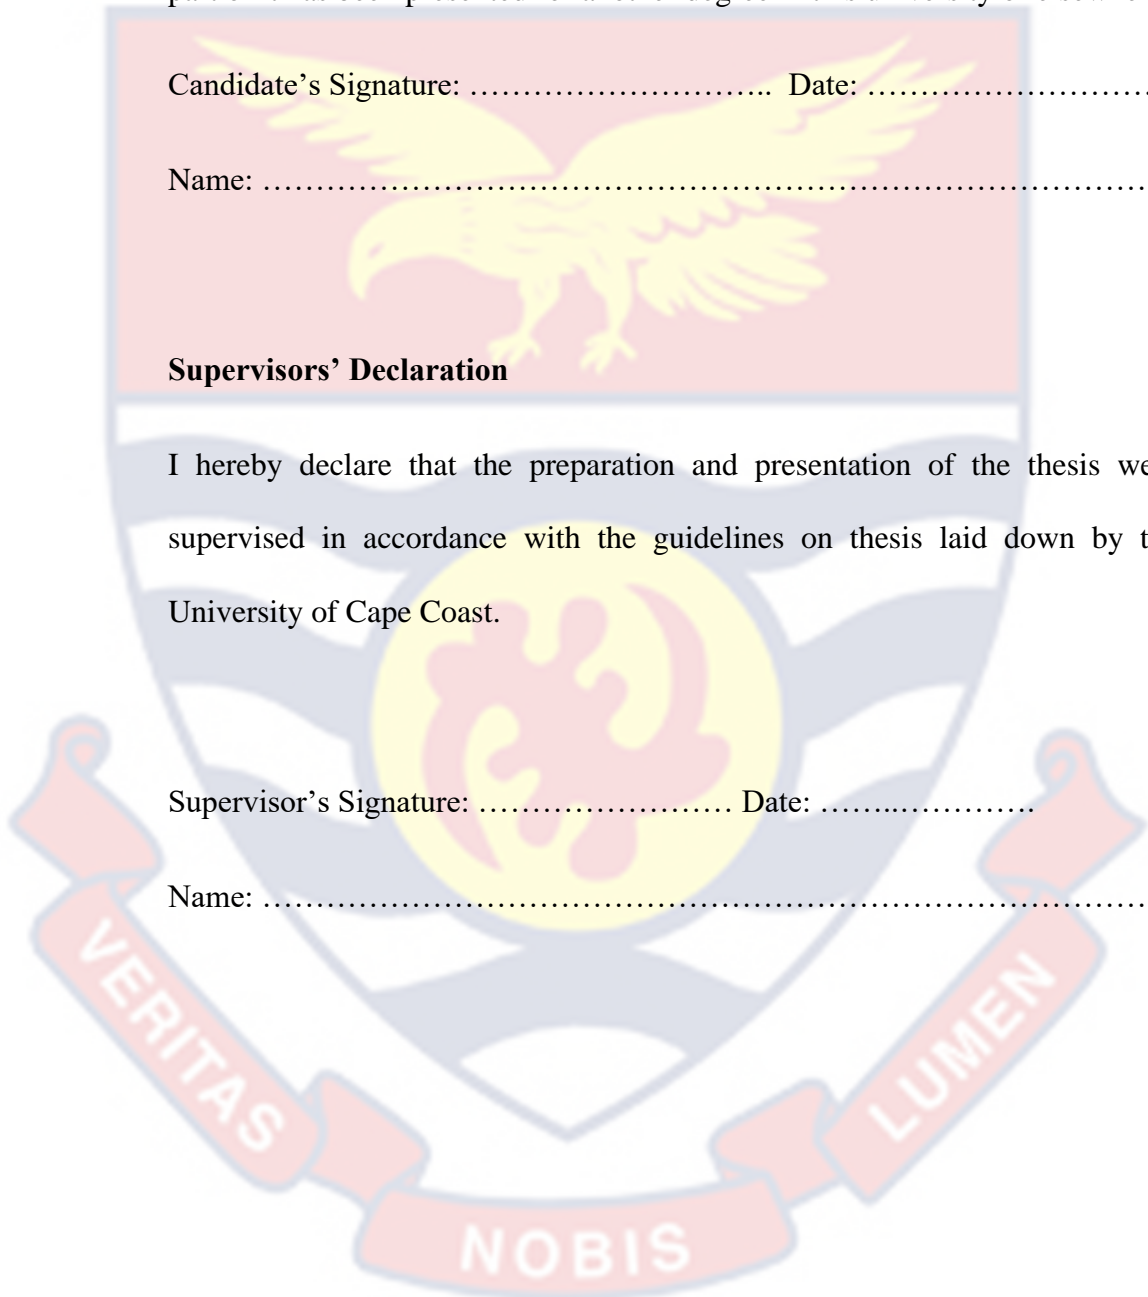 Candidate's Signature: ……………………….. Date: …….……………………….
Name: ………………………………………………………………………………….
Supervisors' Declaration
I hereby declare that the preparation and presentation of the thesis we
supervised in accordance with the guidelines on thesis laid down by t
University of Cape Coast.
Supervisor's Signature: ………………….…… Date: ……..………….
Name: ………………………………………………………………………………….
VERITAS
NOBIS
LUMEN